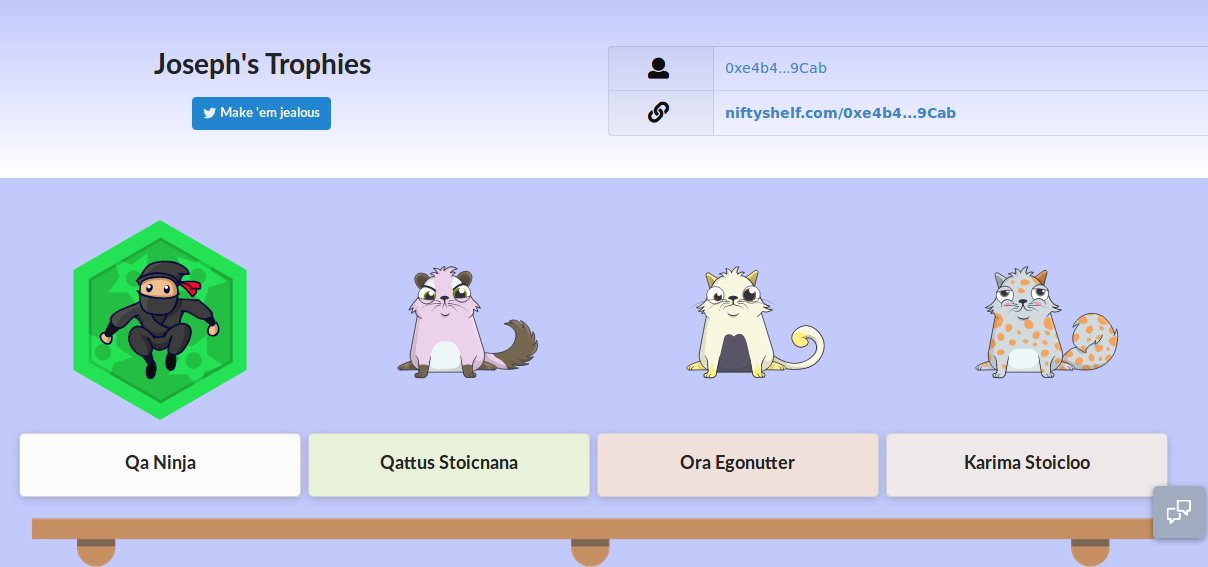 Joseph's Trophies
Make 'em jealous
0xe4b4...9Cab
niftyshelf.com/0xe4b4...9Cab
Qa Ninja
Qattus Stoicnana
Ora Egonutter
Karima Stoicloo